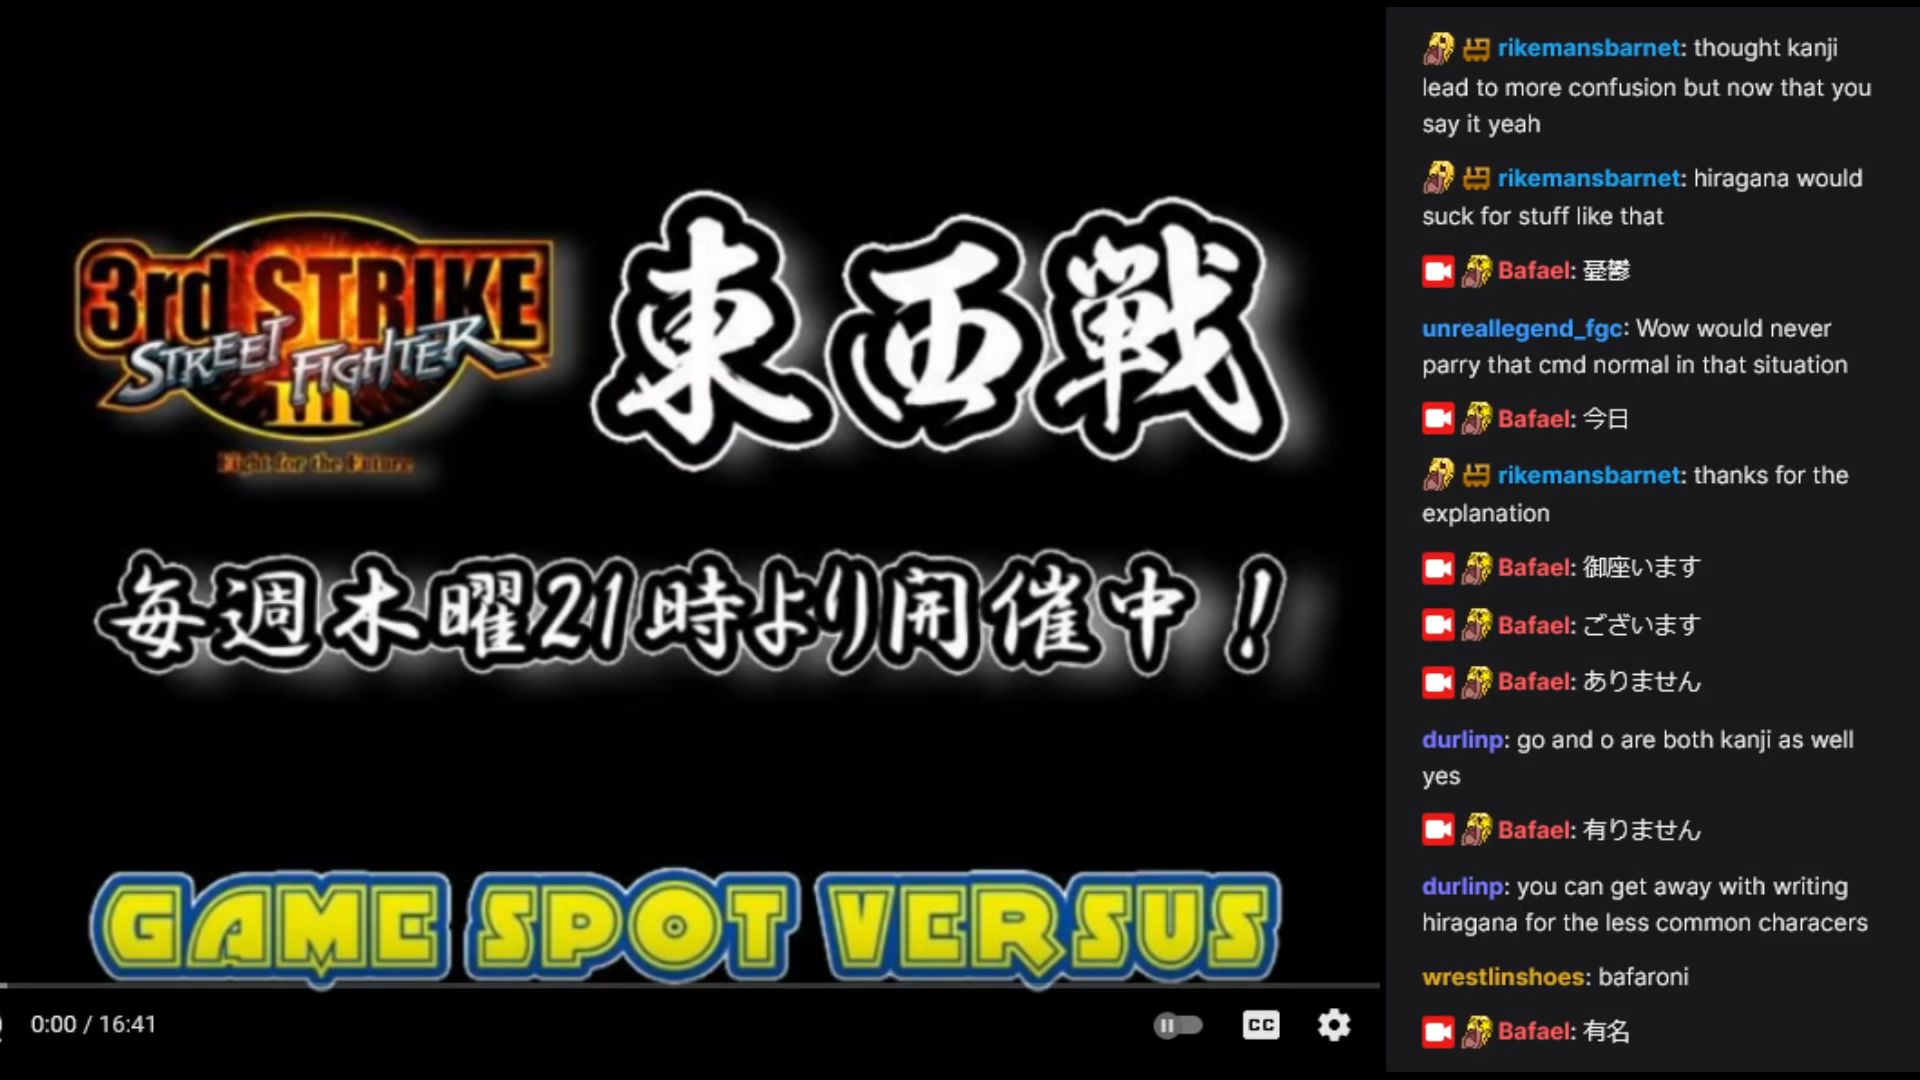 3rd STRIKE
STREET FIGHTER
III
Fight for the Future
東西戦
毎週木曜21時より開催中！
GAME SPOT VERSUS
0:00 / 16:41
CC
rikemansbarnet: thought kanji
lead to more confusion but now that you
say it yeah
rikemansbarnet: hiragana would
suck for stuff like that
Bafael: 憂鬱
unreallegend_fgc: Wow would never
parry that cmd normal in that situation
Bafael: 今日
rikemansbarnet: thanks for the
explanation
Bafael: 御座います
Bafael: ございます
Bafael: ありません
durlinp: go and o are both kanji as well
yes
Bafael: 有りません
durlinp: you can get away with writing
hiragana for the less common characers
wrestlinshoes: bafaroni
Bafael: 有名